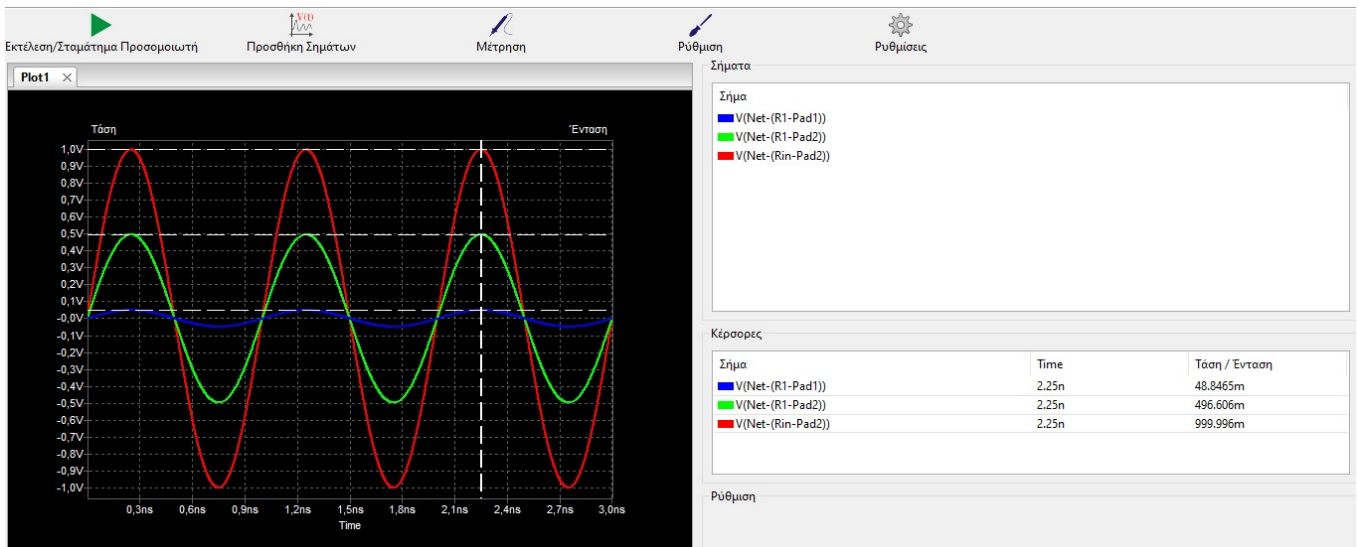 Εκτέλεση/Σταμάτημα Προσομοιωτή
Προσθήκη Σημάτων
Μέτρηση
Ρύθμιση
Ρυθμίσεις
Plot1
Τάση
Ένταση
1,0V
0,9V
0,8V
0,7V
0,6V
0,5V
0,4V
0,3V
0,2V
0,1V
-0,0V
-0,1V
-0,2V
-0,3V
-0,4V
-0,5V
-0,6V
-0,7V
-0,8V
-0,9V
-1,0V
0,3ns 0,6ns 0,9ns 1,2ns 1,5ns 1,8ns 2,1ns 2,4ns 2,7ns 3,0ns
Time
Σήματα
Σήμα
V(Net-(R1-Pad1))
V(Net-(R1-Pad2))
V(Net-(Rin-Pad2))
Κέρσορες
Σήμα Time Τάση / Ένταση
V(Net-(R1-Pad1)) 2.25n 48.8465m
V(Net-(R1-Pad2)) 2.25n 496.606m
V(Net-(Rin-Pad2)) 2.25n 999.996m
Ρύθμιση